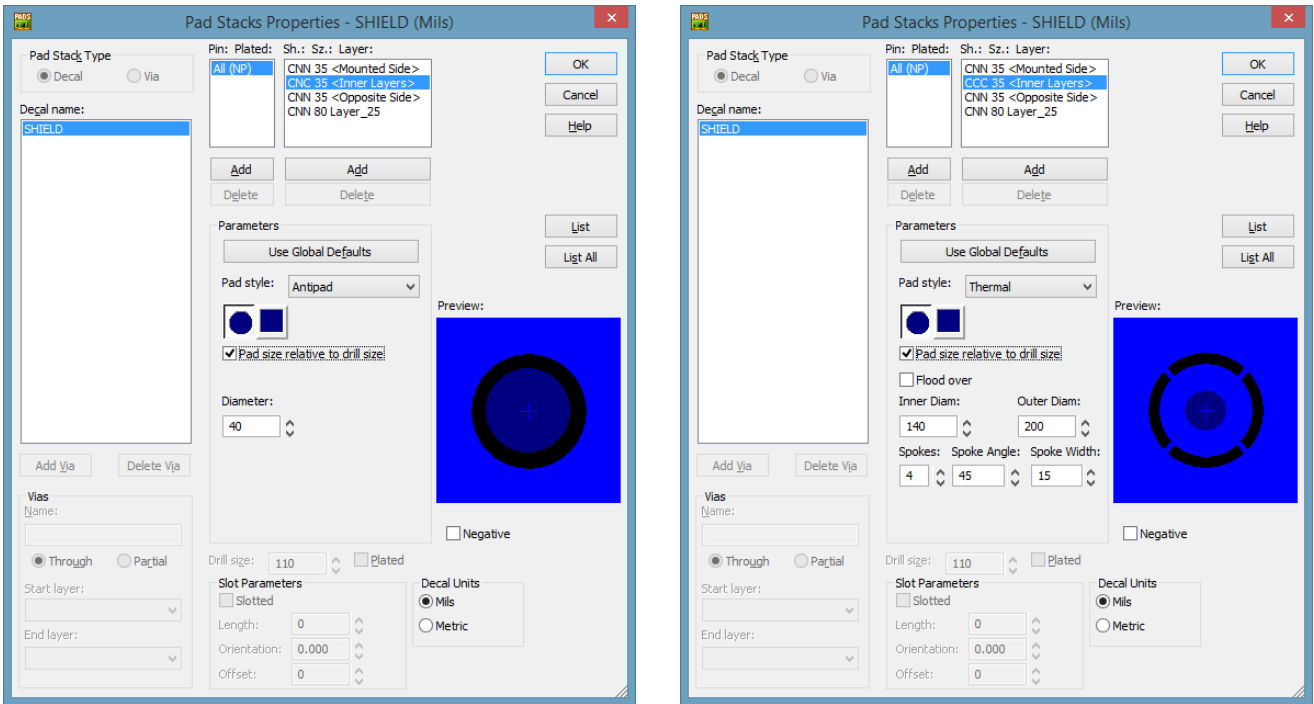 PADS
Pad Stacks Properties - SHIELD (Mils)
Pad Stack Type
Decal
Via
Decal name:
SHIELD
Pin: Plated: Sh.: Sz.: Layer:
All (NP)
CNN 35 <Mounted Side>
CNC 35 <Inner Layers>
CNN 35 <Opposite Side>
CNN 80 Layer_25
OK
Cancel
Help
Add
Add
Delete
Delete
Parameters
Use Global Defaults
List
List All
Pad style: Antipad
Preview:
Pad size relative to drill size
Diameter:
40
Add Via
Delete Via
Vias
Name:
Through
Partial
Start layer:
End layer:
Negative
Drill size: 110
Plated
Slot Parameters
Slotted
Length: 0
Orientation: 0.000
Offset: 0
Decal Units
Mils
Metric
PADS
Pad Stacks Properties - SHIELD (Mils)
Pad Stack Type
Decal
Via
Decal name:
SHIELD
Pin: Plated: Sh.: Sz.: Layer:
All (NP)
CNN 35 <Mounted Side>
CCC 35 <Inner Layers>
CNN 35 <Opposite Side>
CNN 80 Layer_25
OK
Cancel
Help
Add
Add
Delete
Delete
Parameters
Use Global Defaults
List
List All
Pad style: Thermal
Preview:
Pad size relative to drill size
Flood over
Inner Diam: Outer Diam:
140 200
Spokes: Spoke Angle: Spoke Width:
4 45 15
Add Via
Delete Via
Vias
Name:
Through
Partial
Start layer:
End layer:
Negative
Drill size: 110
Plated
Slot Parameters
Slotted
Length: 0
Orientation: 0.000
Offset: 0
Decal Units
Mils
Metric